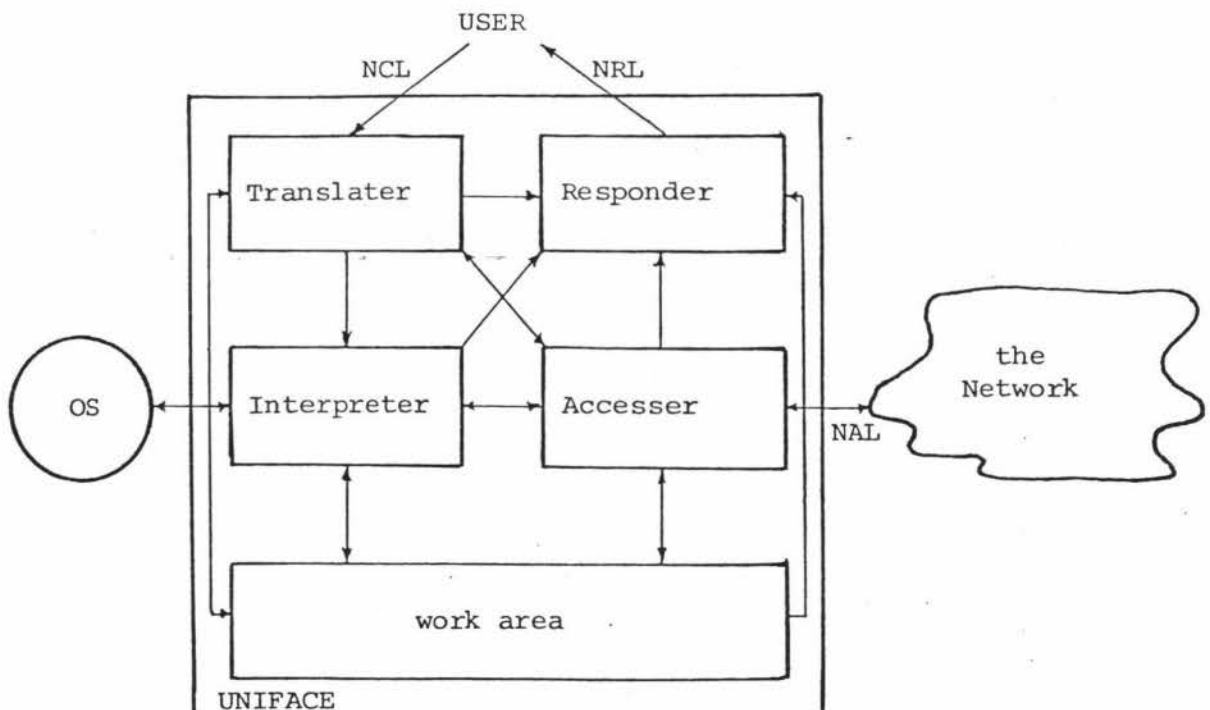 USER
NCL
NRL
Translater
Responder
OS
Interpreter
Accesser
NAL
the
Network
work area
UNIFACE